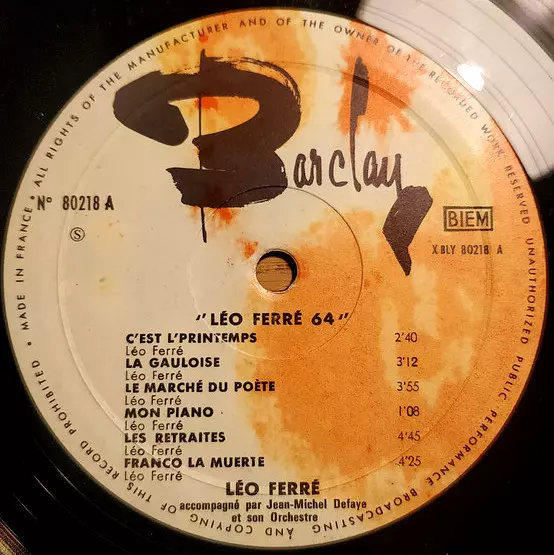 MADE IN FRANCE • ALL RIGHTS OF THE MANUFACTURER AND OF THE OWNER OF THE RECORDED WORK RESERVED UNAUTHORIZED PUBLIC PERFORMANCE BROADCASTING AND COPYING OF THIS RECORD PROHIBITED •
Barclay
N° 80218 A
BIEM
Ⓢ
XBLY 80218 A
"LÉO FERRÉ 64"
C'EST L'PRINTEMPS 2'40
Léo Ferré
LA GAULOISE 3'12
Léo Ferré
LE MARCHÉ DU POÈTE 3'55
Léo Ferré
MON PIANO 1'08
Léo Ferré
LES RETRAITES 4'45
Léo Ferré
FRANCO LA MUERTE 4'25
Léo Ferré
LÉO FERRÉ
accompagné par Jean-Michel Defaye
et son Orchestre